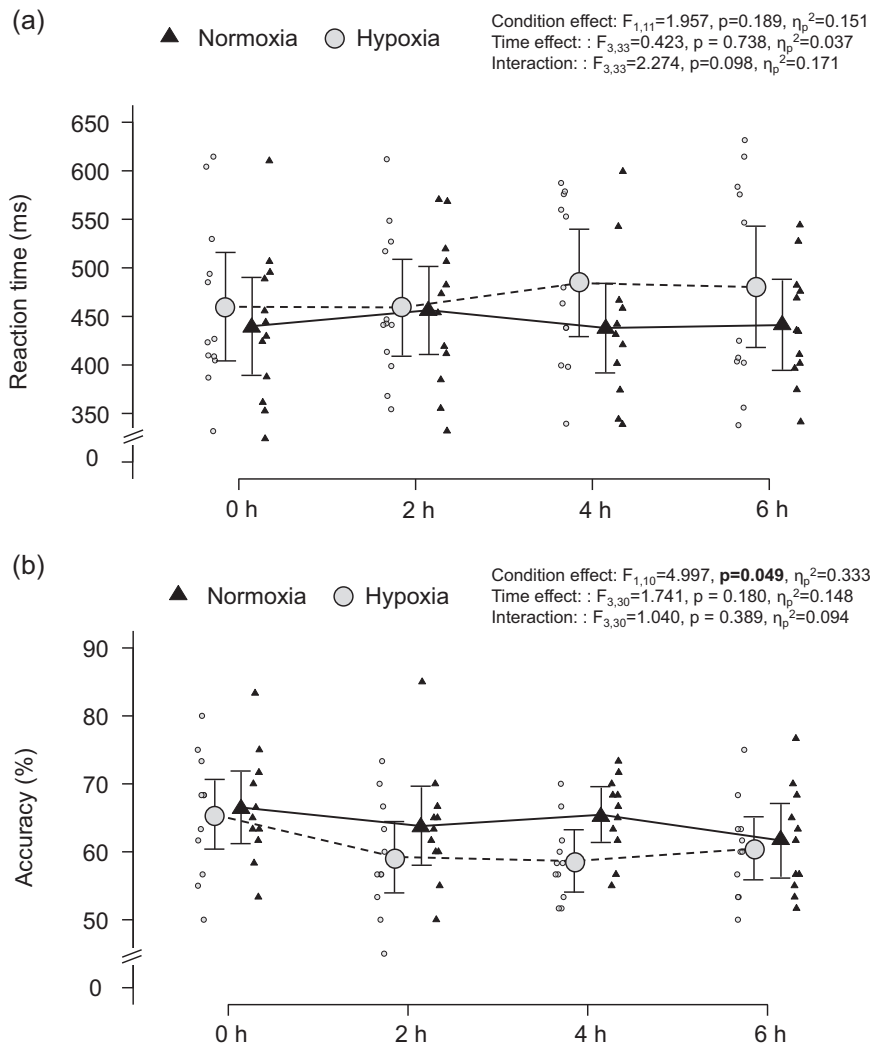 (a)
Normoxia Hypoxia
Condition effect: F1,11=1.957, p=0.189, ηp2=0.151
Time effect: : F3,33=0.423, p = 0.738, ηp2=0.037
Interaction: : F3,33=2.274, p=0.098, ηp2=0.171
Reaction time (ms)
650
600
550
500
450
400
350
0
0 h 2 h 4 h 6 h
(b)
Normoxia Hypoxia
Condition effect: F1,10=4.997, p=0.049, ηp2=0.333
Time effect: : F3,30=1.741, p = 0.180, ηp2=0.148
Interaction: : F3,30=1.040, p = 0.389, ηp2=0.094
Accuracy (%)
90
80
70
60
50
0
0 h 2 h 4 h 6 h